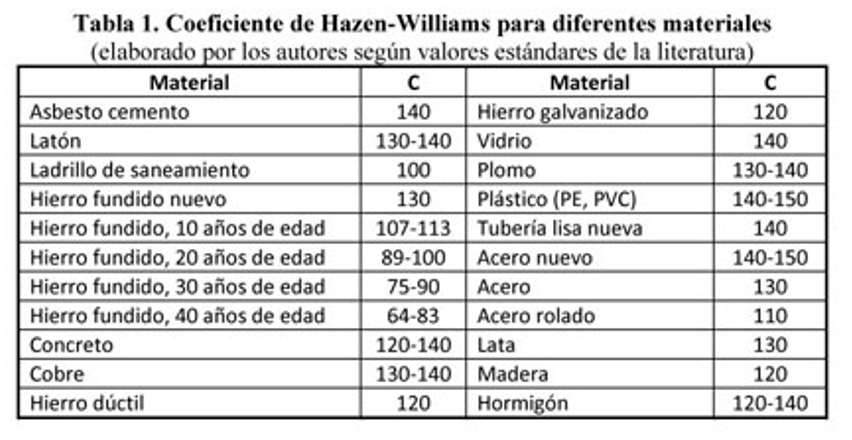 Tabla 1. Coeficiente de Hazen-Williams para diferentes materiales
(elaborado por los autores según valores estándares de la literatura)
Material C Material C
Asbesto cemento 140 Hierro galvanizado 120
Latón 130-140 Vidrio 140
Ladrillo de saneamiento 100 Plomo 130-140
Hierro fundido nuevo 130 Plástico (PE, PVC) 140-150
Hierro fundido, 10 años de edad 107-113 Tubería lisa nueva 140
Hierro fundido, 20 años de edad 89-100 Acero nuevo 140-150
Hierro fundido, 30 años de edad 75-90 Acero 130
Hierro fundido, 40 años de edad 64-83 Acero rolado 110
Concreto 120-140 Lata 130
Cobre 130-140 Madera 120
Hierro dúctil 120 Hormigón 120-140